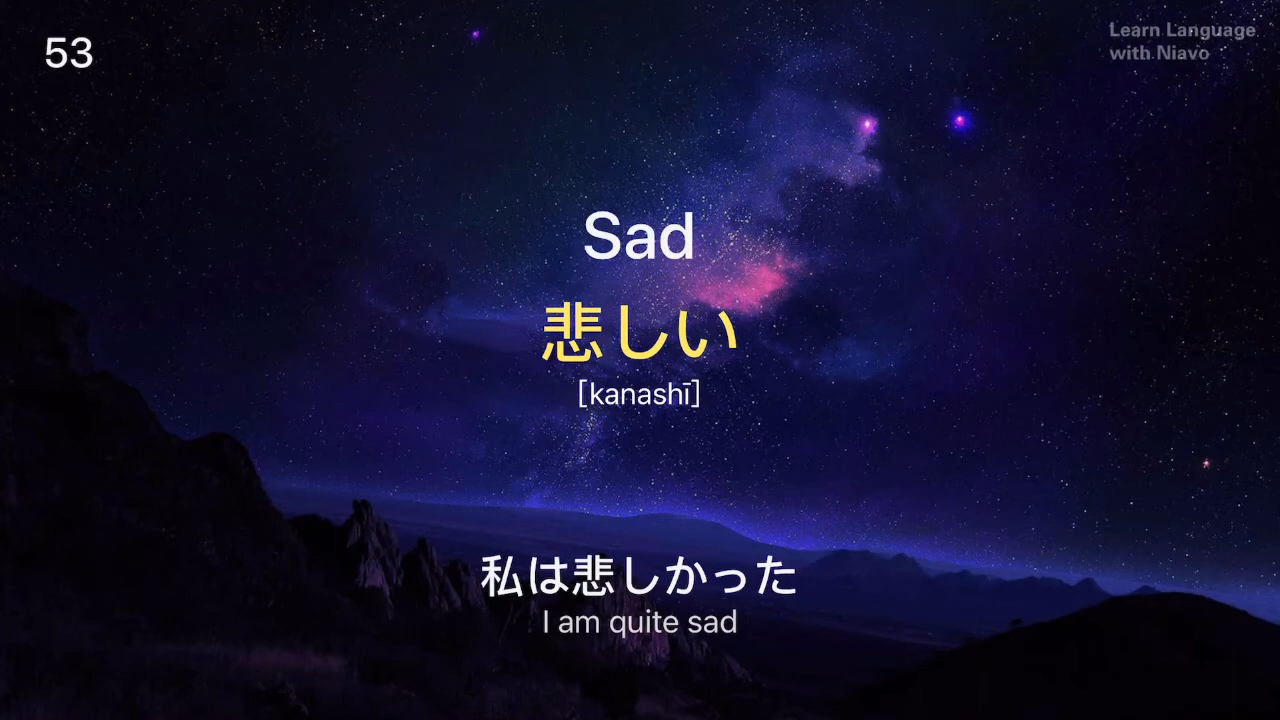 53
Learn Language
with Niavo
Sad
悲しい
[kanashī]
私は悲しかった
I am quite sad